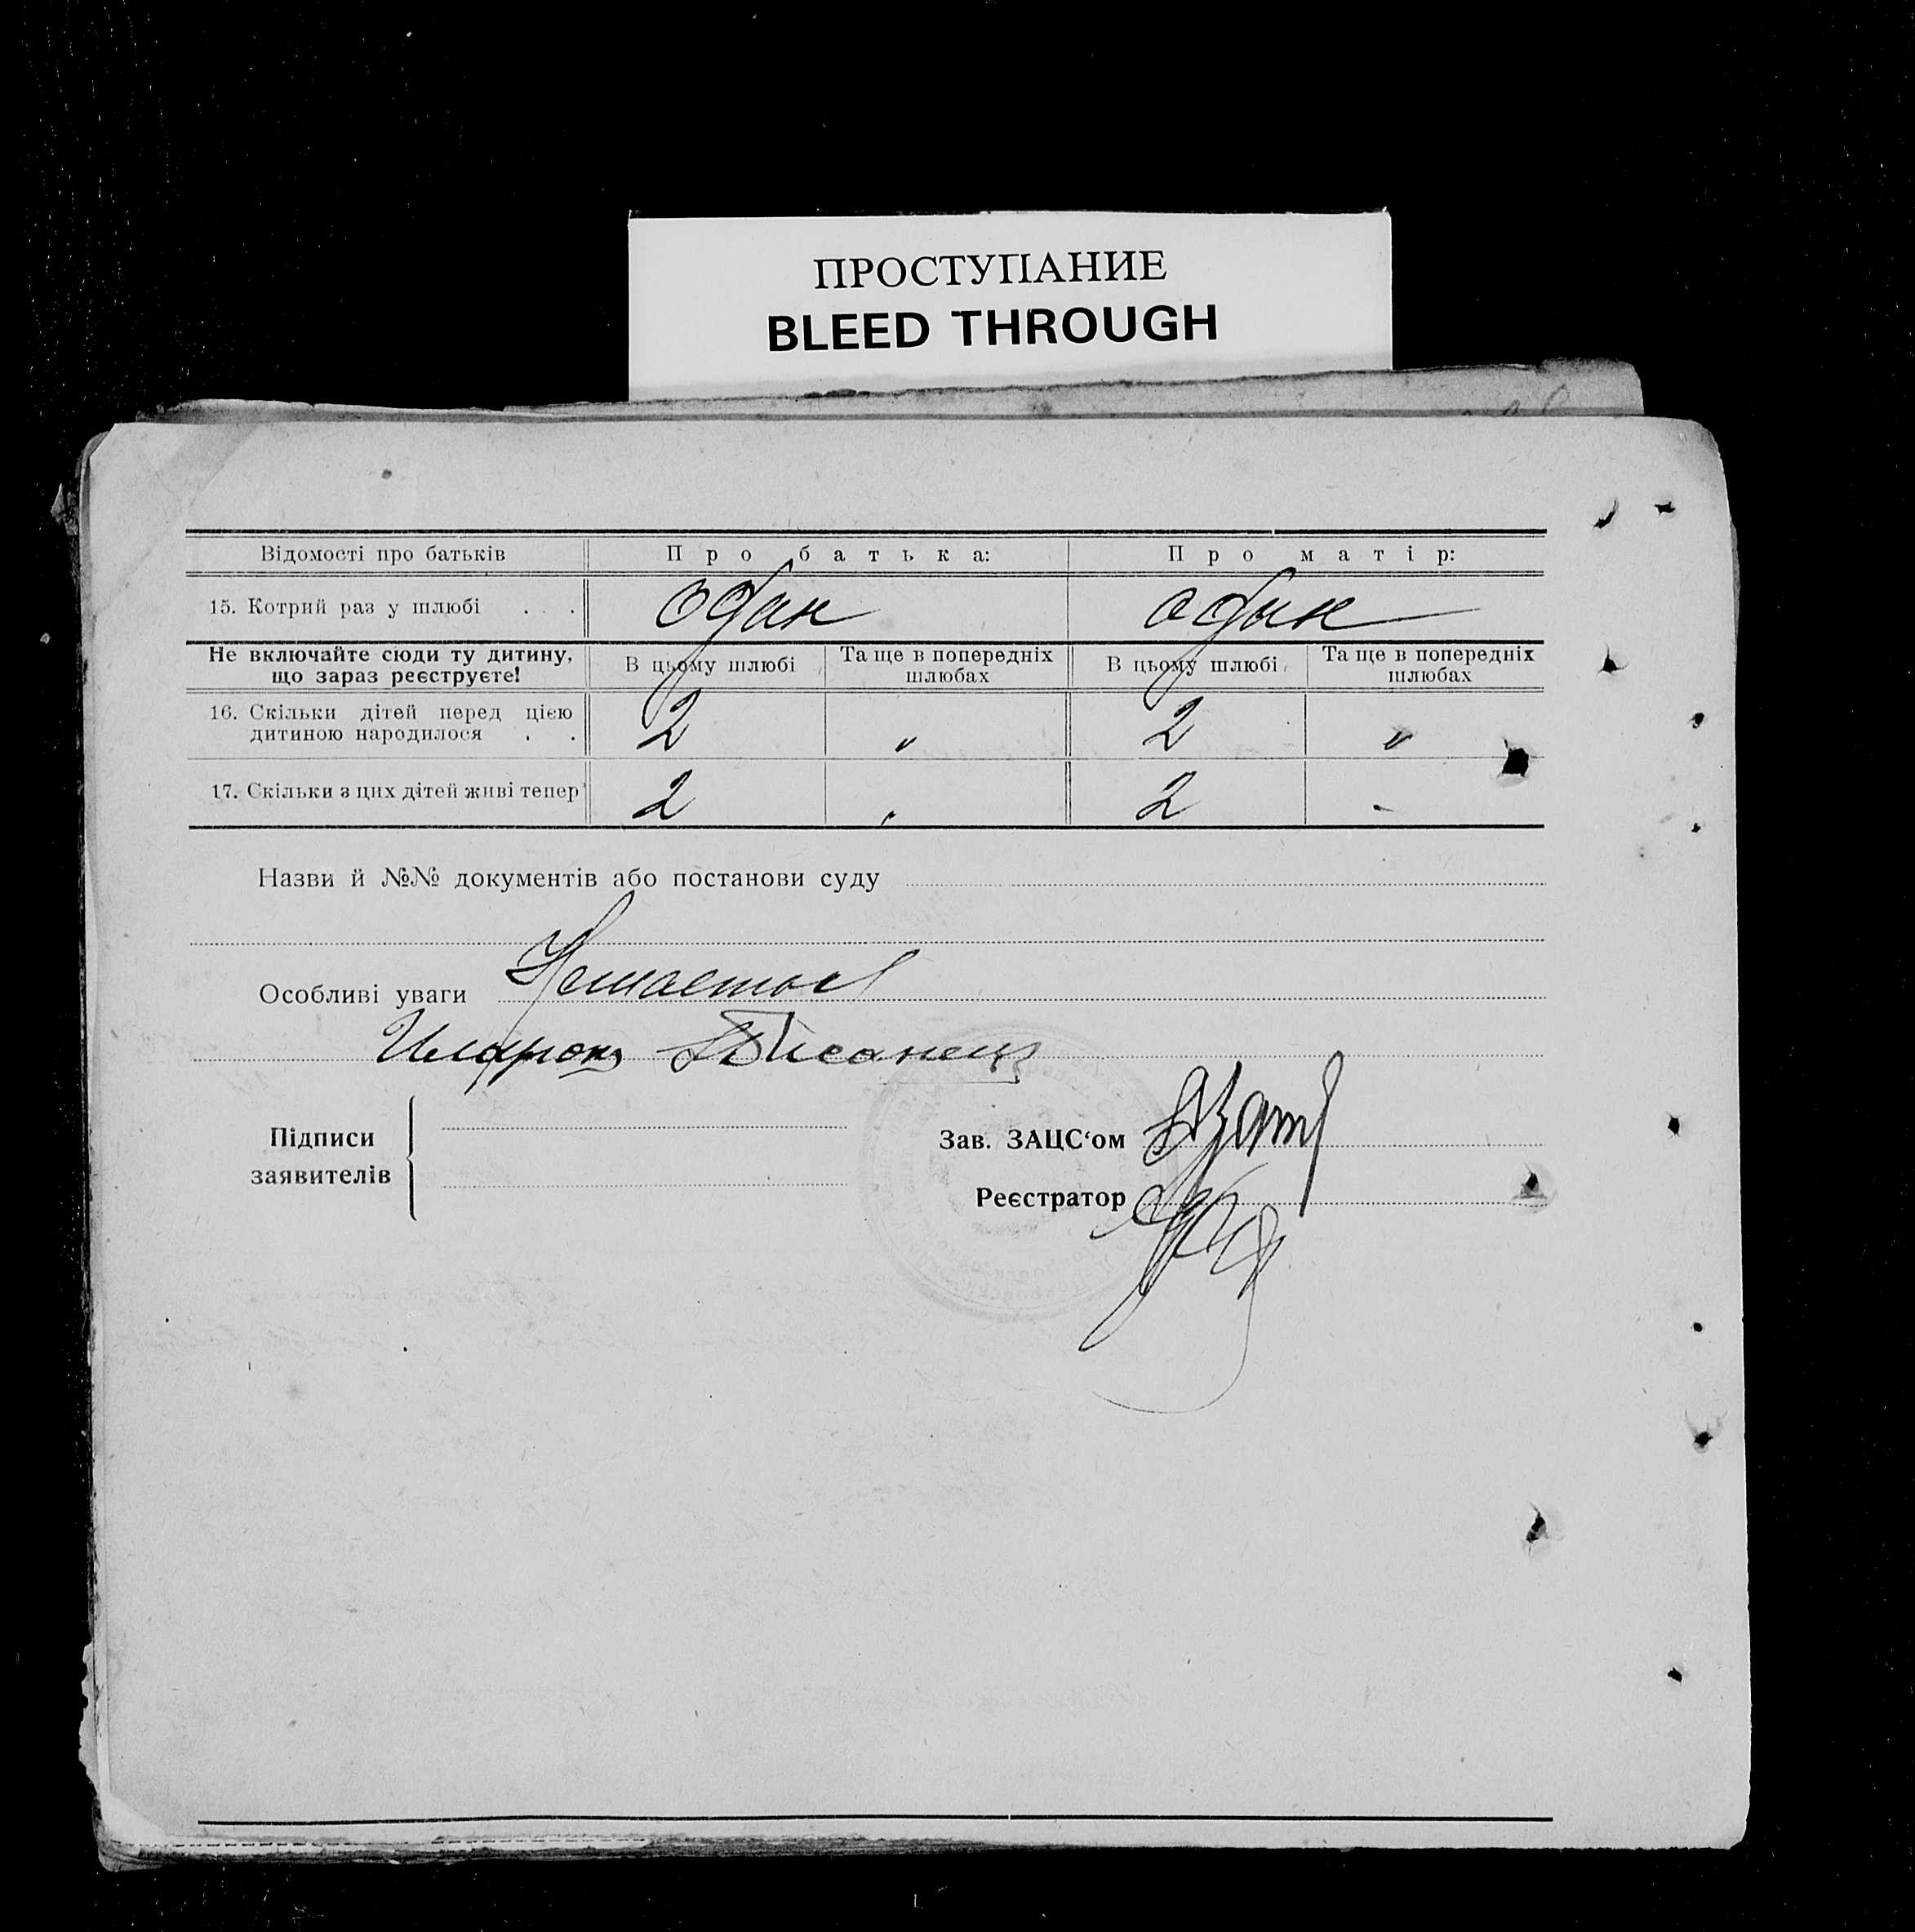 ПРОСТУПАНИЕ
BLEED THROUGH
Відомості про батьків Про батька: Про матір:
15. Котрий раз у шлюбі . . . один один
Не включайте сюди ту дитину, що зараз реєструєте! В цьому шлюбі Та ще в попередніх шлюбах В цьому шлюбі Та ще в попередніх шлюбах
16. Скільки дітей перед цією
дитиною народилося . . 2 „ 2 „
17. Скільки з цих дітей живі тепер 2 2 -
Назви й №№ документів або постанови суду
Особливі уваги
Підписи
заявителів
Зав. ЗАЦС‘ом
Реєстратор